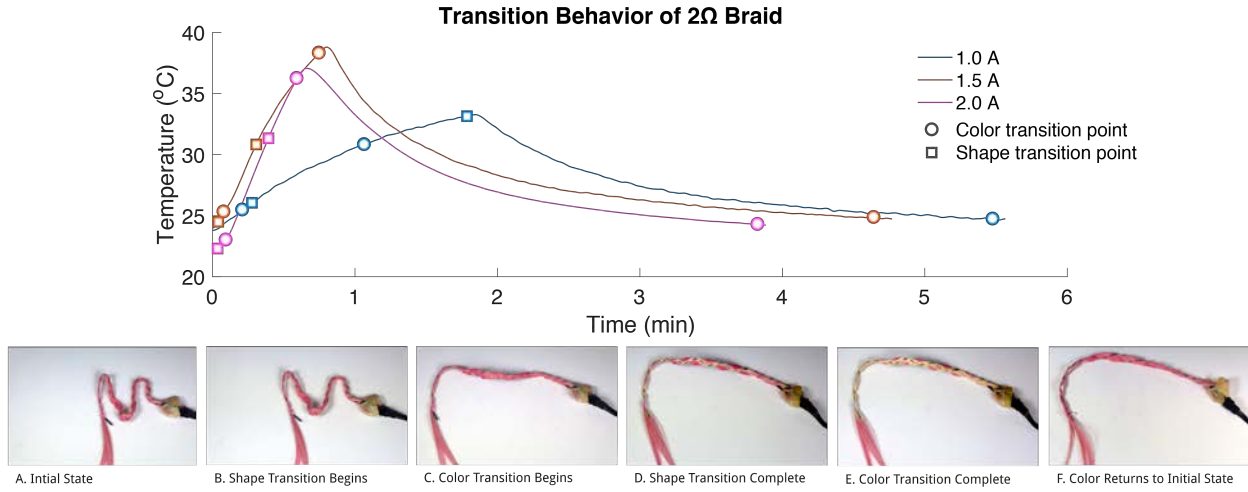 Transition Behavior of 2Ω Braid
40
35
30
25
20
Temperature (°C)
0
1
2
3
4
5
6
Time (min)
1.0 A
1.5 A
2.0 A
Color transition point
Shape transition point
A. Intial State
B. Shape Transition Begins
C. Color Transition Begins
D. Shape Transition Complete
E. Color Transition Complete
F. Color Returns to Initial State